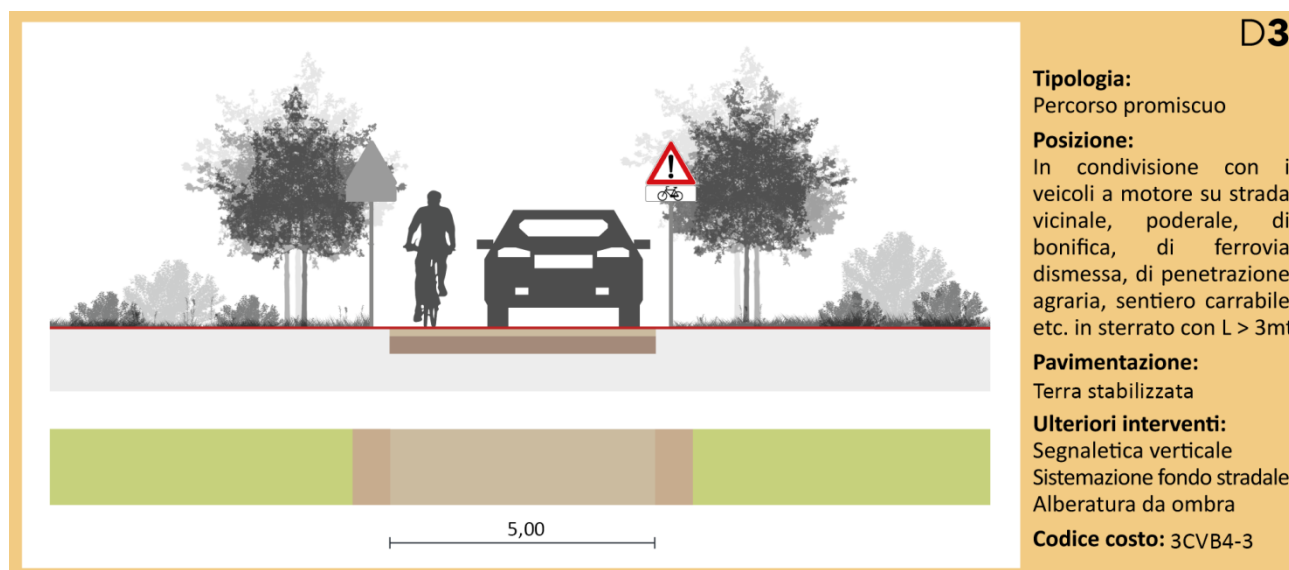 D3
Tipologia:
Percorso promiscuo
Posizione:
In condivisione con i
veicoli a motore su strada
vicinale, poderale, di
bonifica, di ferrovia
dismessa, di penetrazione
agraria, sentiero carrabile
etc. in sterrato con L > 3mt
Pavimentazione:
Terra stabilizzata
Ulteriori interventi:
Segnaletica verticale
Sistemazione fondo stradale
Alberatura da ombra
Codice costo: 3CVB4-3
!
5,00